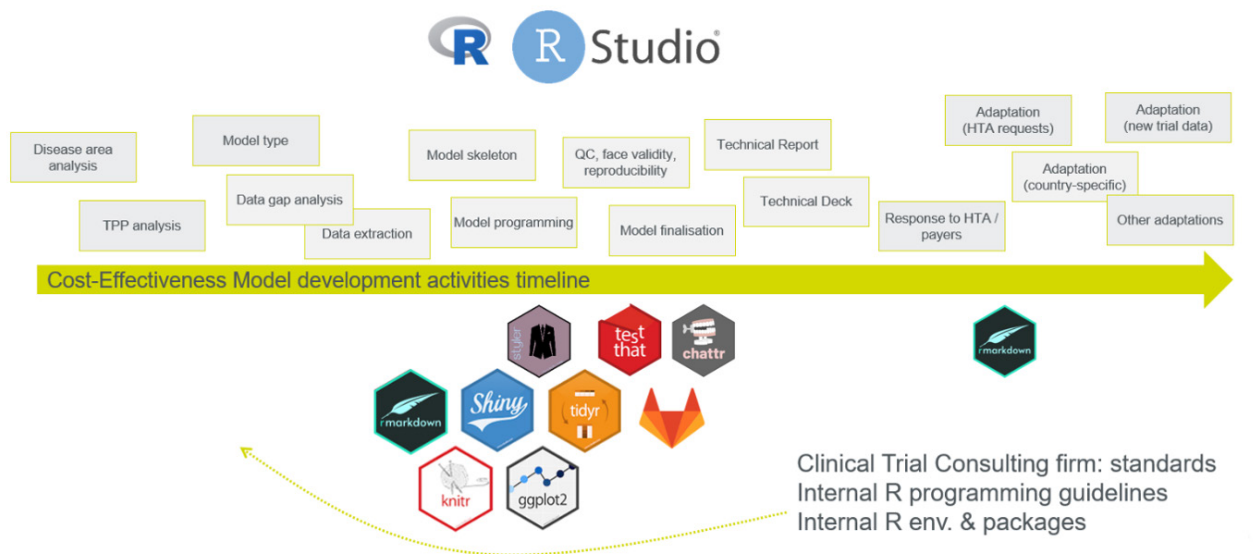 R
R Studio®
Disease area
analysis
TPP analysis
Model type
Data gap analysis
Data extraction
Model skeleton
Model programming
QC, face validity,
reproducibility
Model finalisation
Technical Report
Technical Deck
Response to HTA /
payers
Adaptation
(HTA requests)
Adaptation
(country-specific)
Adaptation
(new trial data)
Other adaptations
Cost-Effectiveness Model development activities timeline
styler
test
that
chattr
rmarkdown
Shiny
tidyr
knitr
ggplot2
rmarkdown
Clinical Trial Consulting firm: standards
Internal R programming guidelines
Internal R env. & packages